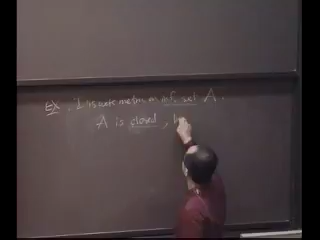 Ex. Discrete metric on inf. set A.
A is closed, b